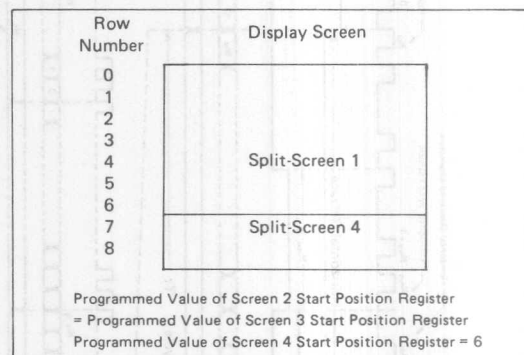 Row
Number
Display Screen
0
1
2
3
4
5
6
7
8
Split-Screen 1
Split-Screen 4
Programmed Value of Screen 2 Start Position Register
= Programmed Value of Screen 3 Start Position Register
Programmed Value of Screen 4 Start Position Register = 6